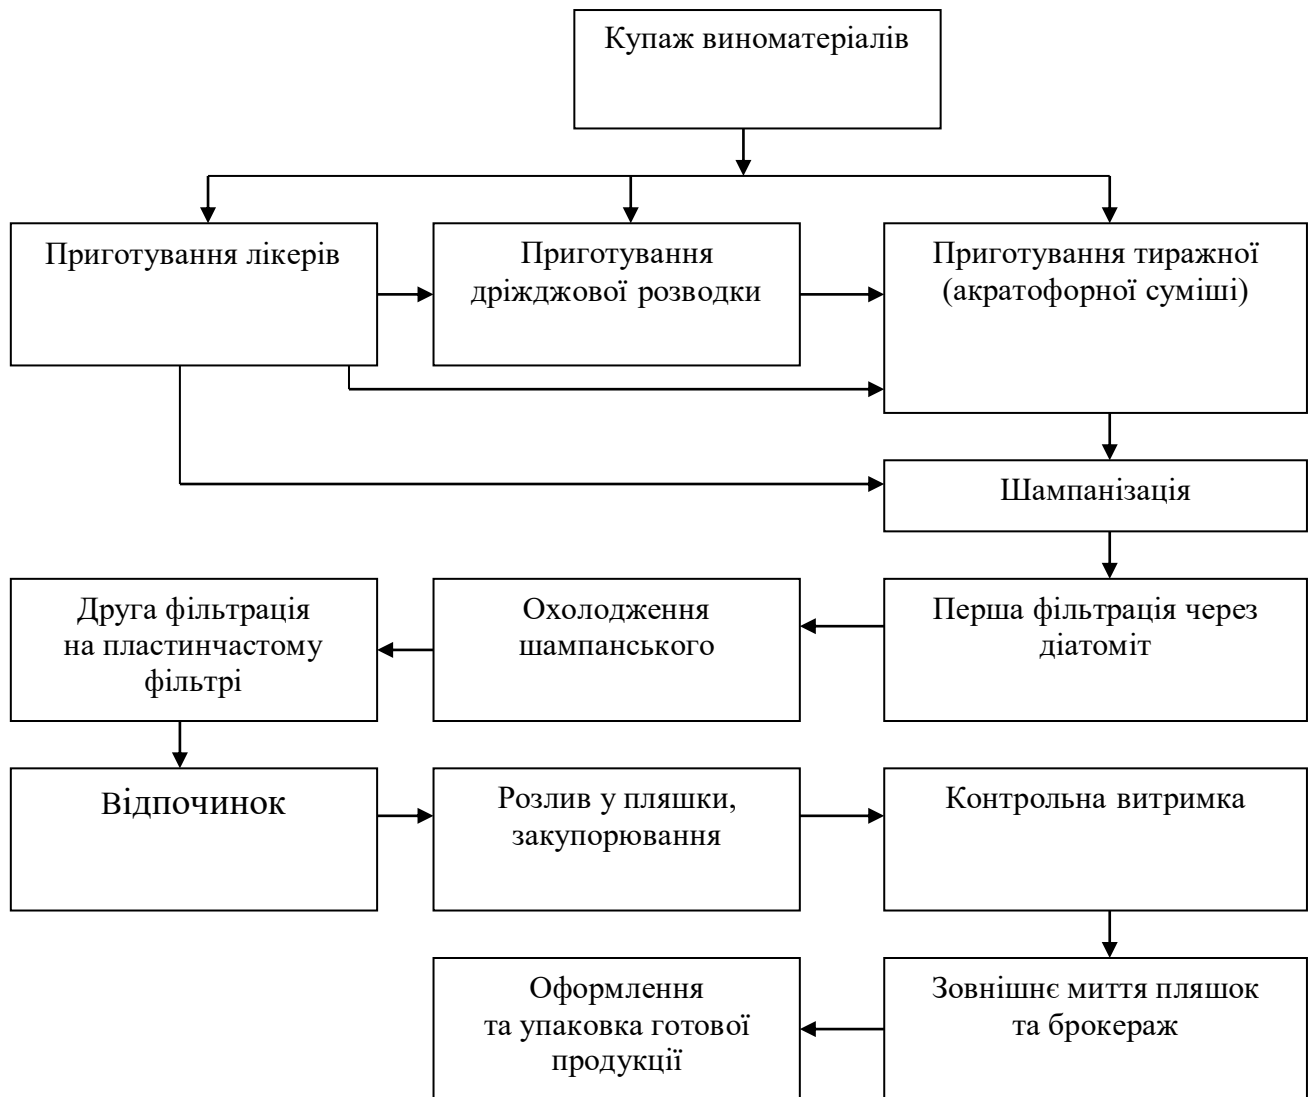 Купаж виноматеріалів
Приготування лікерів
Приготування
дріжджової розводки
Приготування тиражної
(акратофорної суміші)
Шампанізація
Друга фільтрація
на пластинчастому
фільтрі
Охолодження
шампанського
Перша фільтрація через
діатоміт
Відпочинок
Розлив у пляшки,
закупорювання
Контрольна витримка
Оформлення
та упаковка готової
продукції
Зовнішнє миття пляшок
та брокераж